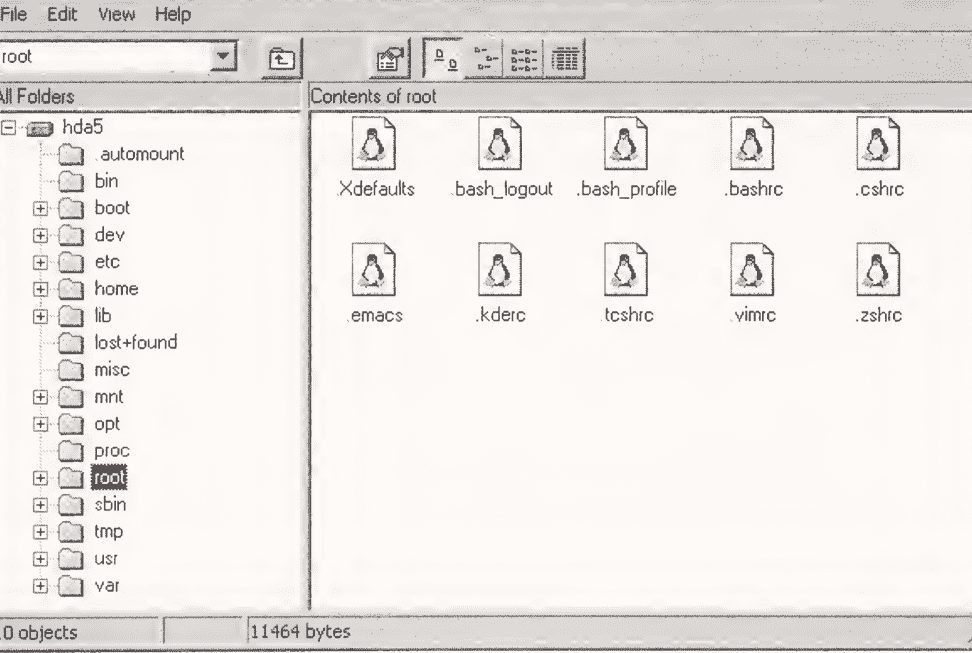 File Edit View Help
root
All Folders
Contents of root
hda5
.automount
bin
boot
dev
etc
home
lib
lost+found
misc
mnt
opt
proc
root
sbin
tmp
usr
var
.Xdefaults .bash_logout .bash_profile .bashrc .cshrc
.emacs .kderc .tcshrc .vimrc .zshrc
10 objects
11464 bytes